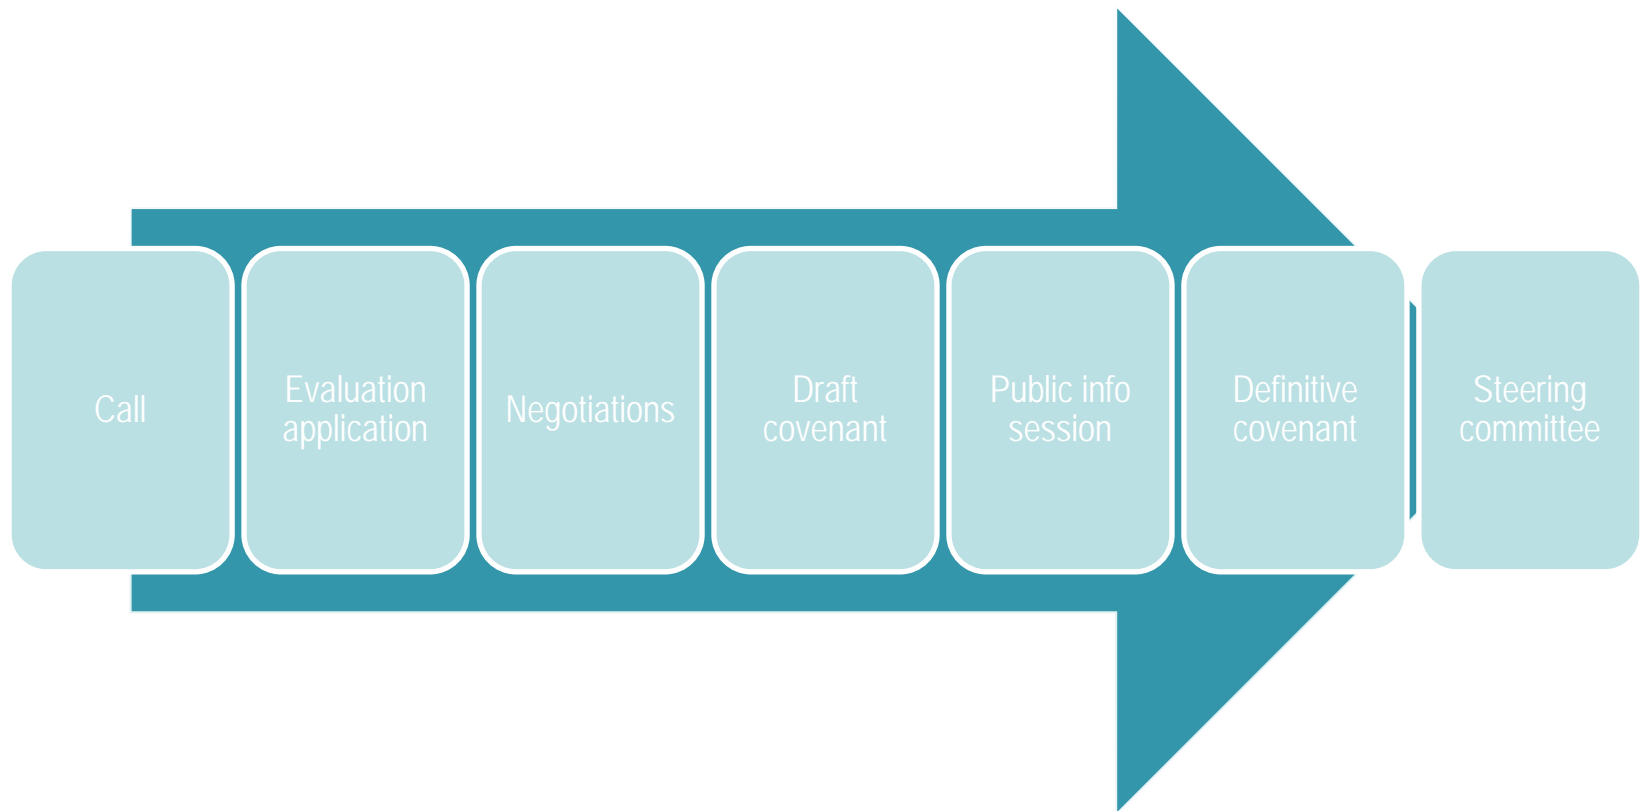 Call
Evaluation
application
Negotiations
Draft
covenant
Public info
session
Definitive
covenant
Steering
committee